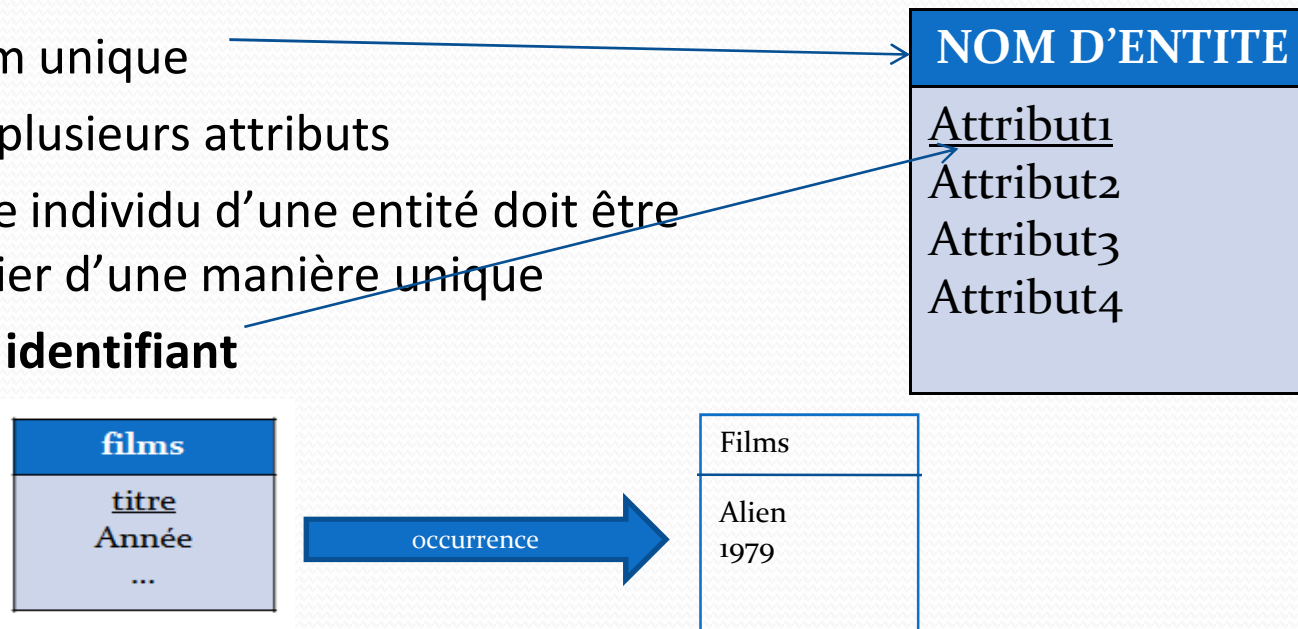 m unique
plusieurs attributs
e individu d'une entité doit être
ier d'une manière unique
identifiant
NOM D'ENTITE
Attribut1
Attribut2
Attribut3
Attribut4
films
titre
Année
...
occurrence
Films
Alien
1979